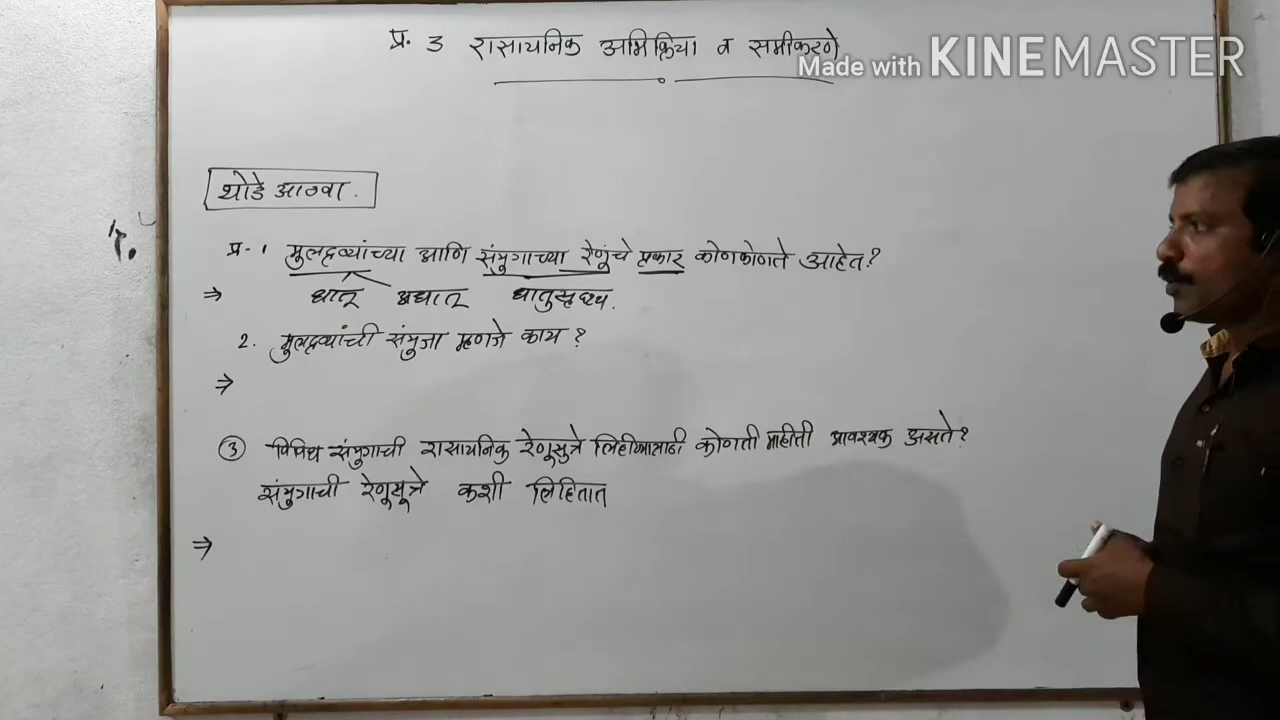 प्र. 3 रासायनिक अभिक्रिया व समीकरणे
Made with KINEMASTER
थोडे आठवा.
प्र. १ मुलद्रव्यांच्या आणि संयुगाच्या रेणूंचे प्रकार कोणकोणते आहेत?
⇒ धातू अधातू धातुसदृश्य.
2. मुलद्रव्यांची संयुजा म्हणजे काय ?
⇒
③ विविध संयुगाची रासायनिक रेणूसुत्रे लिहीण्यासाठी कोणती माहीती आवश्यक असते?
संयुगाची रेणूसूत्रे कशी लिहितात
⇒